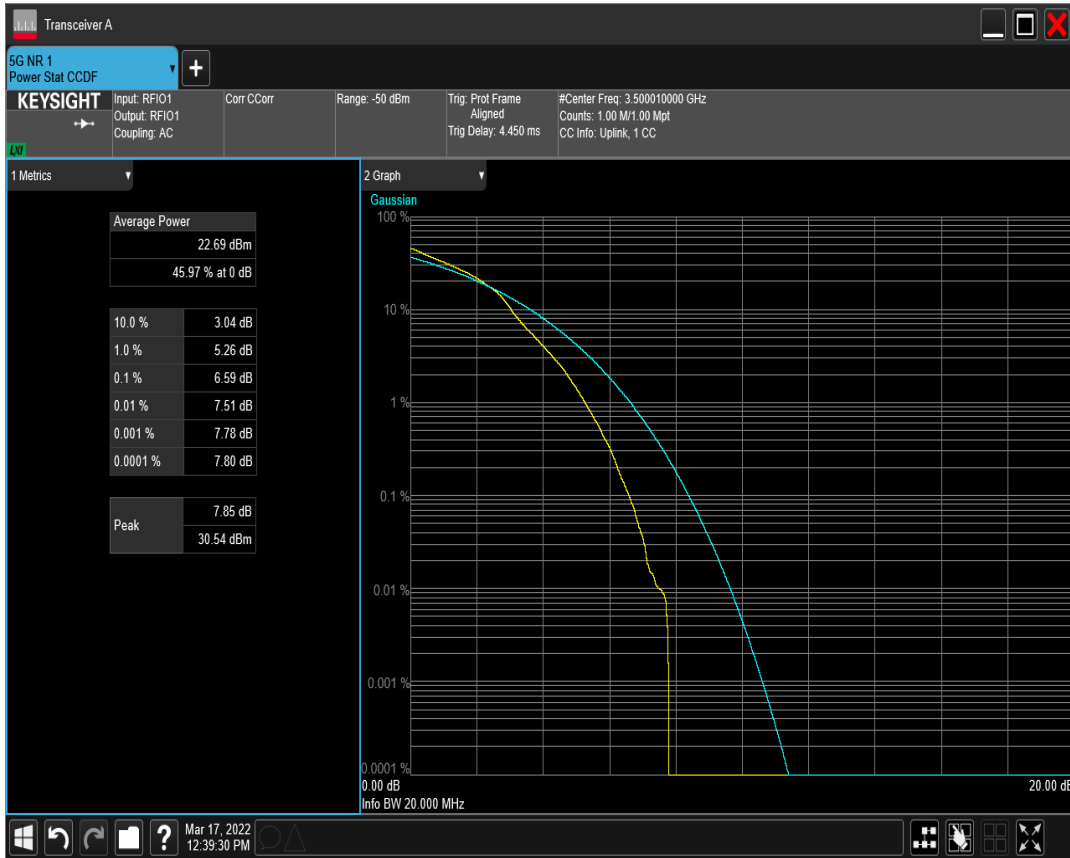 Transceiver A
5G NR 1
Power Stat CCDF
KEYSIGHT
LXI
Input: RFIO1
Output: RFIO1
Coupling: AC
Corr CCorr
Range: -50 dBm
Trig: Prot Frame
Aligned
Trig Delay: 4.450 ms
#Center Freq: 3.500010000 GHz
Counts: 1.00 M/1.00 Mpt
CC Info: Uplink, 1 CC
1 Metrics
Average Power
22.69 dBm
45.97 % at 0 dB
10.0 % 3.04 dB
1.0 % 5.26 dB
0.1 % 6.59 dB
0.01 % 7.51 dB
0.001 % 7.78 dB
0.0001 % 7.80 dB
Peak
7.85 dB
30.54 dBm
2 Graph
Gaussian
100 %
10 %
1 %
0.1 %
0.01 %
0.001 %
0.0001 %
0.00 dB 20.00 dB
Info BW 20.000 MHz
?
Mar 17, 2022
12:39:30 PM